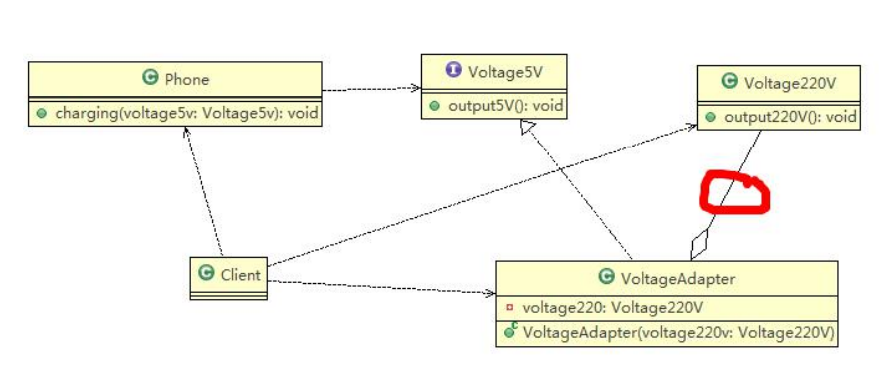 C Phone
charging(voltage5v: Voltage5v): void
I Voltage5V
output5V(): void
C Voltage220V
output220V(): void
C Client
C VoltageAdapter
voltage220: Voltage220V
C VoltageAdapter(voltage220v: Voltage220V)